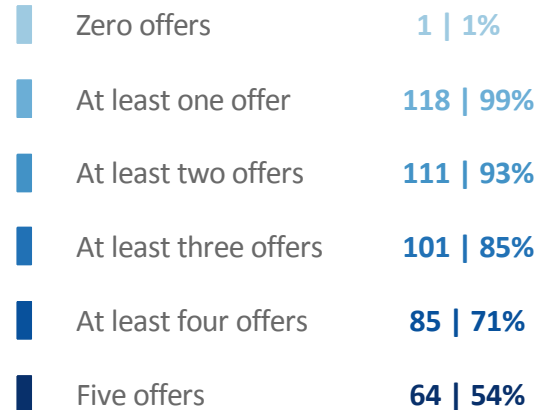 Zero offers 1 | 1%
At least one offer 118 | 99%
At least two offers 111 | 93%
At least three offers 101 | 85%
At least four offers 85 | 71%
Five offers 64 | 54%